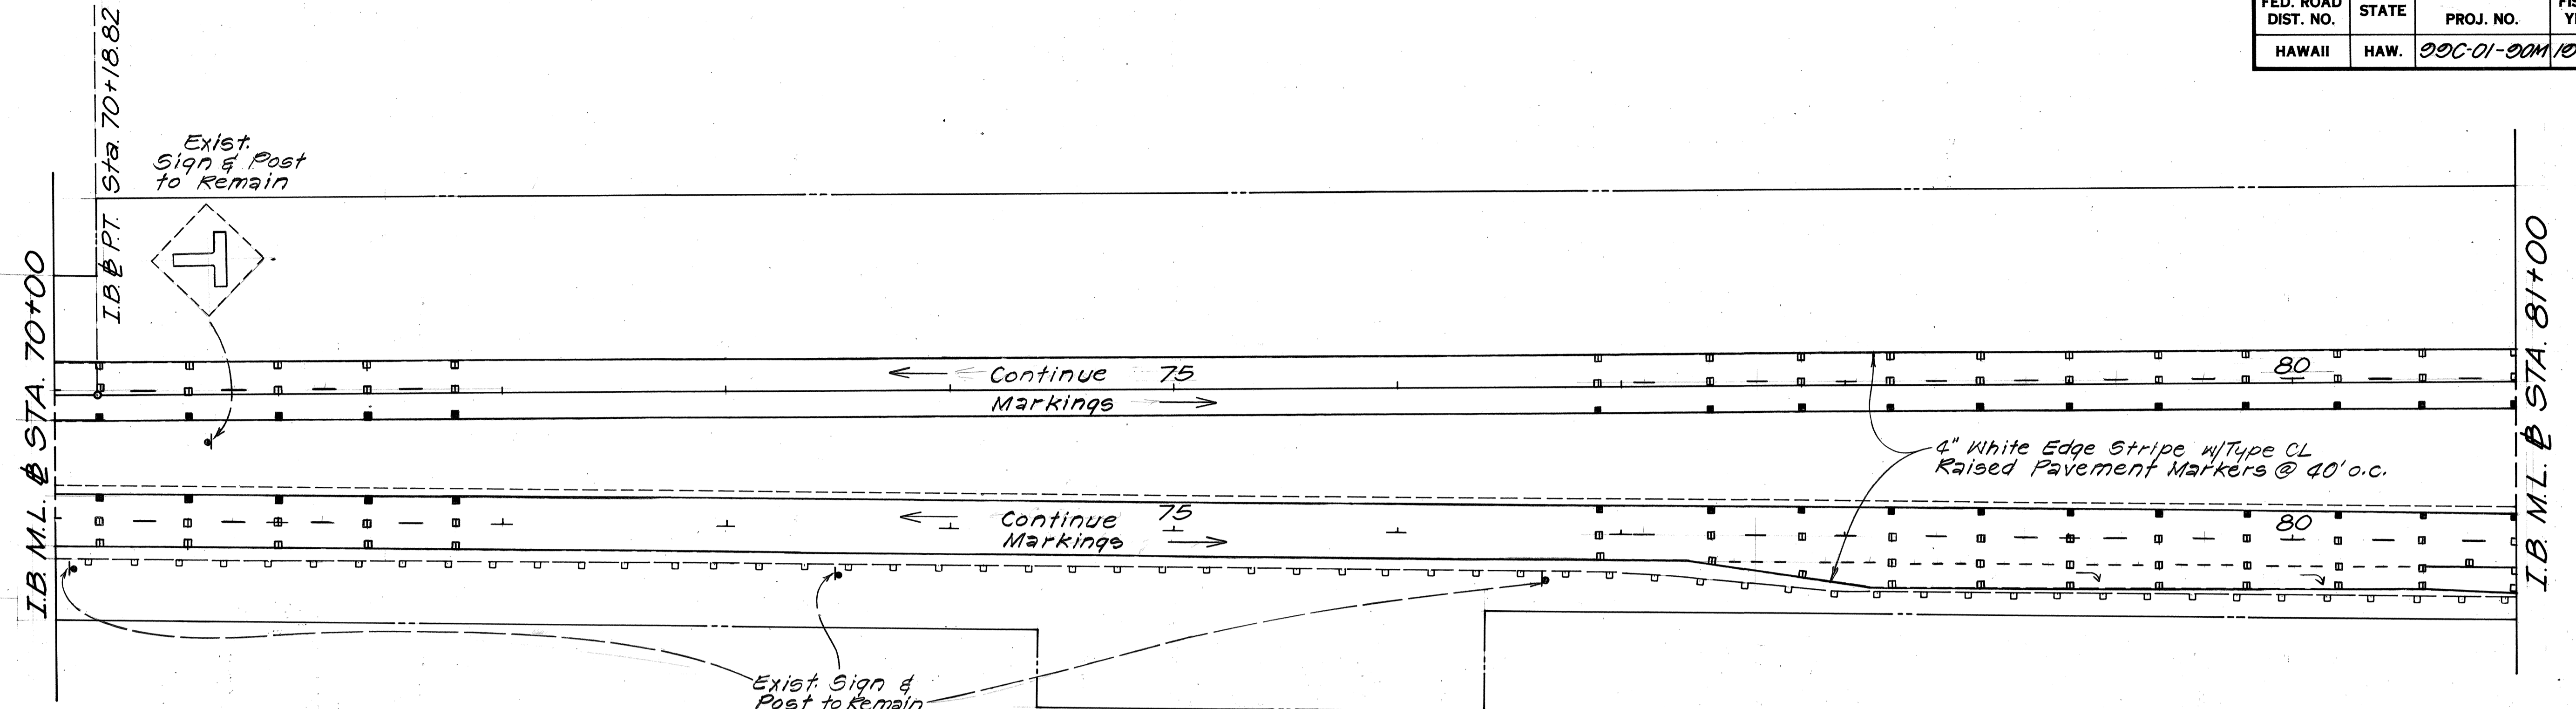 FED. ROAD
DIST. NO.
STATE
PROJ. NO.
HAWAII
HAW.
99C-01-90M
I.B. ⅊ P.T. Sta. 70+18.82
Exist.
Sign & Post
to Remain
I.B. M.L. ⅊ STA. 70+00
I.B. M.L. ⅊ STA. 81+00
Continue 75
Markings
80
4" White Edge Stripe w/Type CL
Raised Pavement Markers @ 40' o.c.
Continue 75
Markings
80
Exist. Sign &
Post to Remain